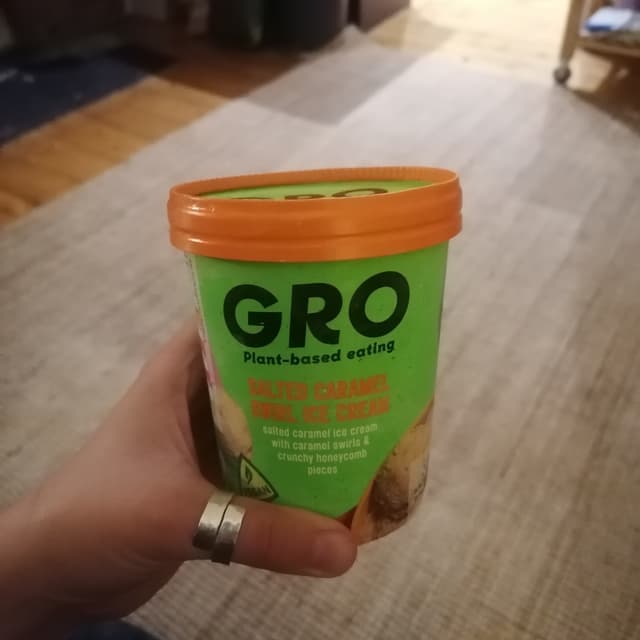 GRO
GRO
Plant-based eating
SALTED CARAMEL
SWIRL ICE CREAM
salted caramel ice cream
with caramel swirls &
crunchy honeycomb
pieces